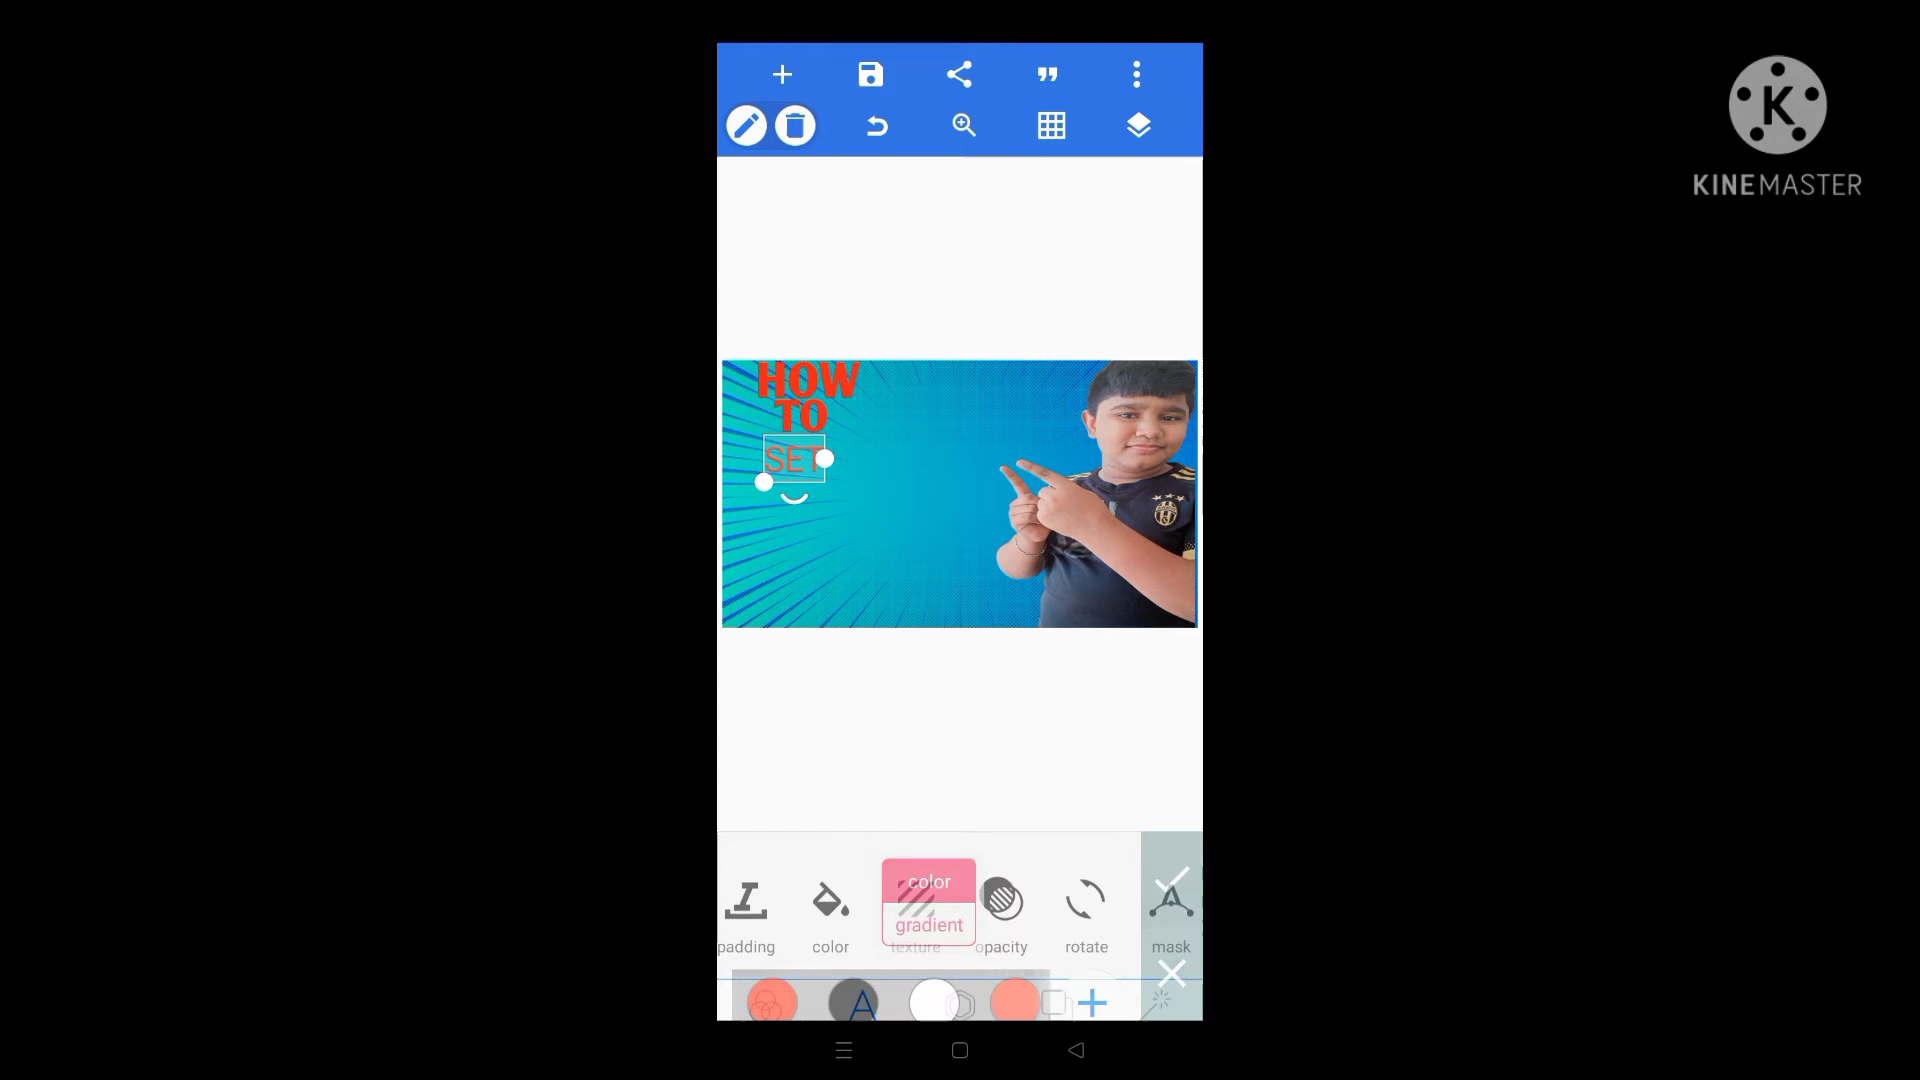 K
KINEMASTER
HOW
TO
SET
color
gradient
padding
color
texture
opacity
rotate
mask
A